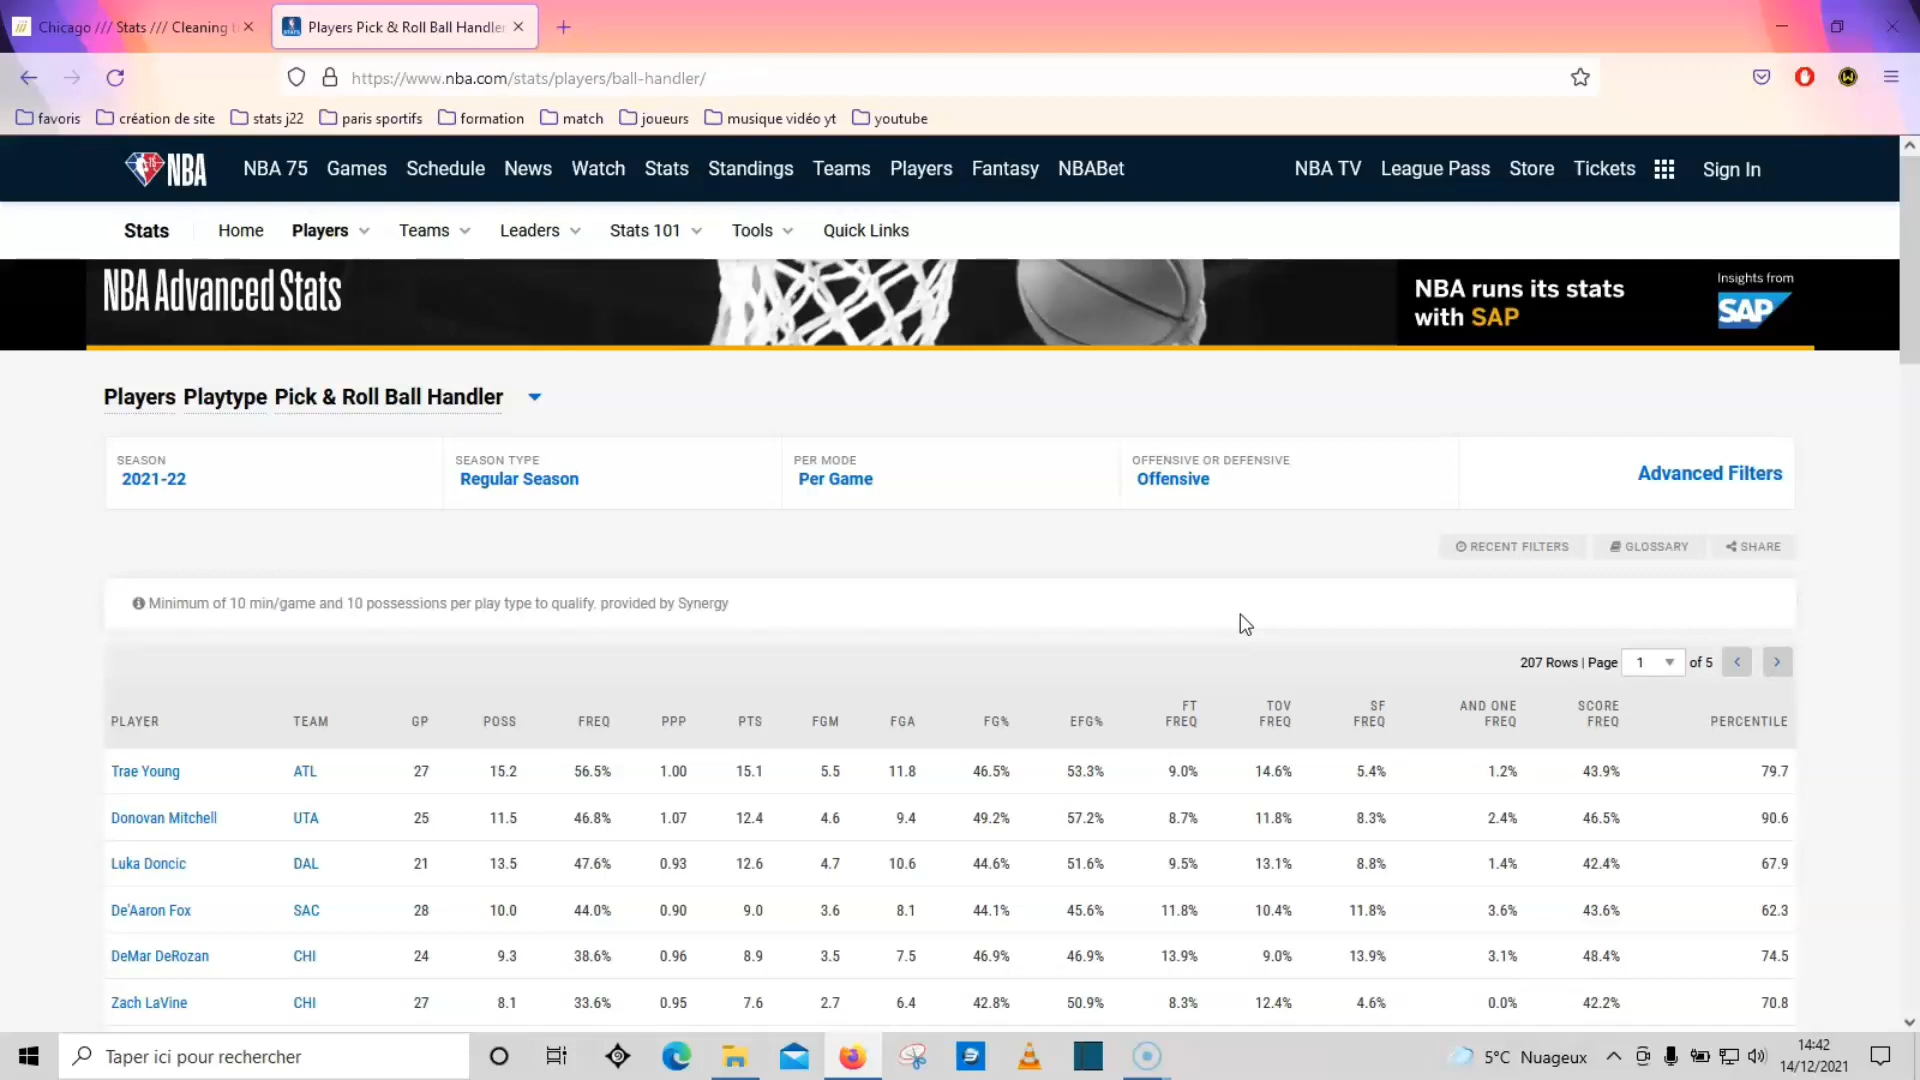 Chicago /// Stats /// Cleaning t
Players Pick & Roll Ball Handler
https://www.nba.com/stats/players/ball-handler/
favoris création de site stats j22 paris sportifs formation match joueurs musique vidéo yt youtube
NBA NBA 75 Games Schedule News Watch Stats Standings Teams Players Fantasy NBABet NBA TV League Pass Store Tickets Sign In
Stats Home Players Teams Leaders Stats 101 Tools Quick Links
NBA Advanced Stats
NBA runs its stats
with SAP
Insights from
SAP
Players Playtype Pick & Roll Ball Handler
SEASON
2021-22
SEASON TYPE
Regular Season
PER MODE
Per Game
OFFENSIVE OR DEFENSIVE
Offensive
Advanced Filters
RECENT FILTERS GLOSSARY SHARE
Minimum of 10 min/game and 10 possessions per play type to qualify. provided by Synergy
207 Rows | Page 1 of 5
PLAYER TEAM GP POSS FREQ PPP PTS FGM FGA FG% EFG% FT FREQ TOV FREQ SF FREQ AND ONE FREQ SCORE FREQ PERCENTILE
Trae Young ATL 27 15.2 56.5% 1.00 15.1 5.5 11.8 46.5% 53.3% 9.0% 14.6% 5.4% 1.2% 43.9% 79.7
Donovan Mitchell UTA 25 11.5 46.8% 1.07 12.4 4.6 9.4 49.2% 57.2% 8.7% 11.8% 8.3% 2.4% 46.5% 90.6
Luka Doncic DAL 21 13.5 47.6% 0.93 12.6 4.7 10.6 44.6% 51.6% 9.5% 13.1% 8.8% 1.4% 42.4% 67.9
De'Aaron Fox SAC 28 10.0 44.0% 0.90 9.0 3.6 8.1 44.1% 45.6% 11.8% 10.4% 11.8% 3.6% 43.6% 62.3
DeMar DeRozan CHI 24 9.3 38.6% 0.96 8.9 3.5 7.5 46.9% 46.9% 13.9% 9.0% 13.9% 3.1% 48.4% 74.5
Zach LaVine CHI 27 8.1 33.6% 0.95 7.6 2.7 6.4 42.8% 50.9% 8.3% 12.4% 4.6% 0.0% 42.2% 70.8
Taper ici pour rechercher
5°C Nuageux
14:42
14/12/2021